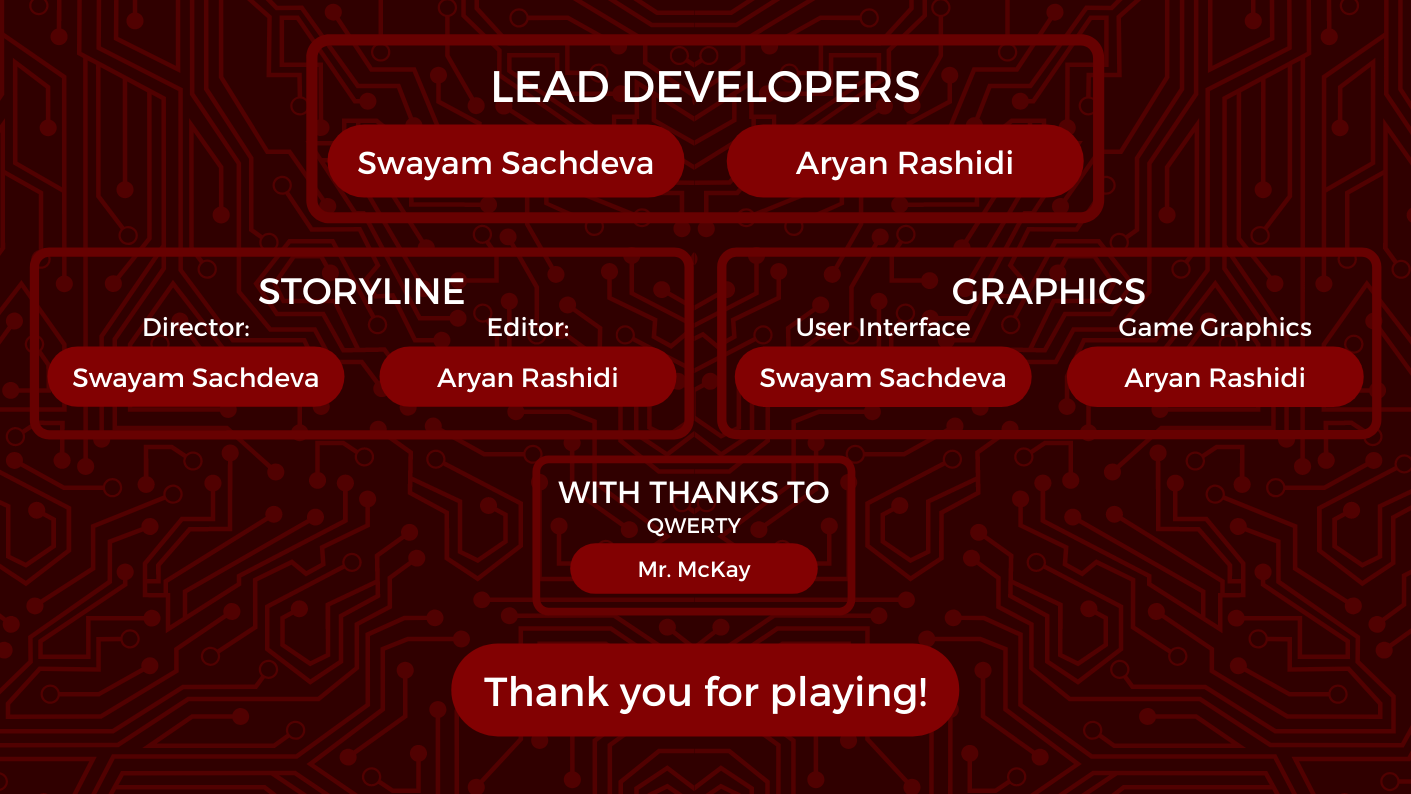 LEAD DEVELOPERS
Swayam Sachdeva
Aryan Rashidi
STORYLINE
Director:
Editor:
Swayam Sachdeva
Aryan Rashidi
GRAPHICS
User Interface
Game Graphics
Swayam Sachdeva
Aryan Rashidi
WITH THANKS TO
QWERTY
Mr. McKay
Thank you for playing!